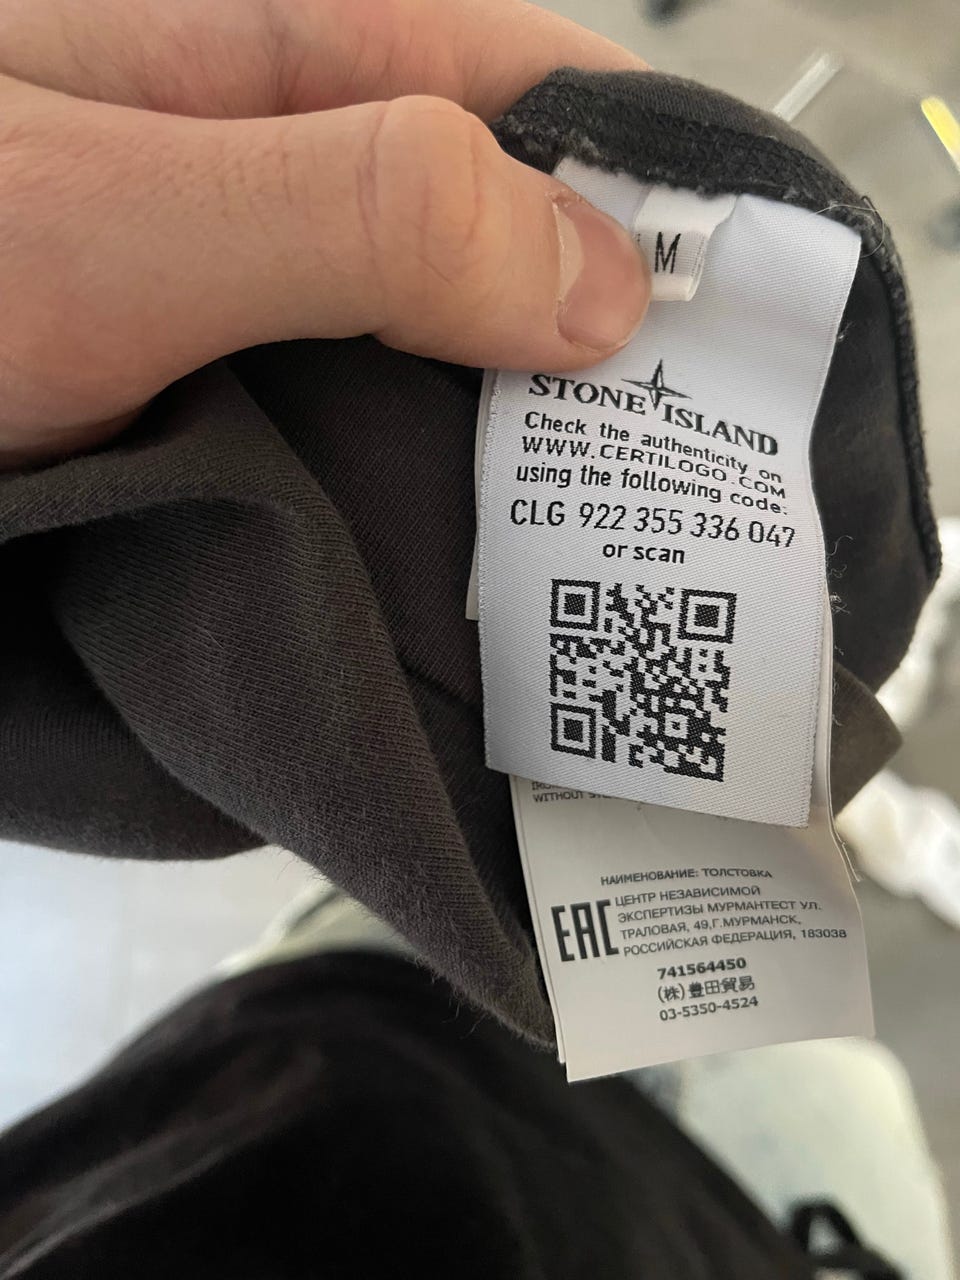 M
STONE ISLAND
Check the authenticity on
WWW.CERTILOGO.COM
using the following code:
CLG 922 355 336 047
or scan
WITHOUT
НАИМЕНОВАНИЕ: ТОЛСТОВКА
EAC
ЦЕНТР НЕЗАВИСИМОЙ
ЭКСПЕРТИЗЫ МУРМАНТЕСТ УЛ.
ТРАЛОВАЯ, 49,Г.МУРМАНСК,
РОССИЙСКАЯ ФЕДЕРАЦИЯ, 183038
741564450
(株)豊田貿易
03-5350-4524